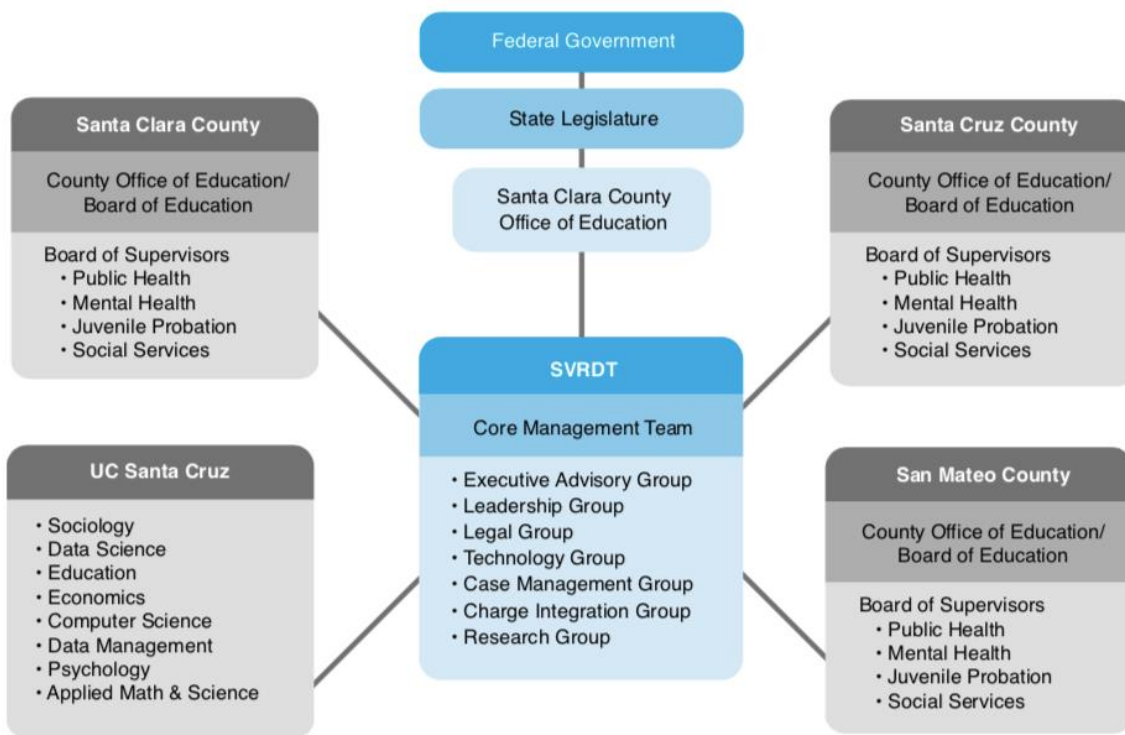 Federal Government
State Legislature
Santa Clara County
Office of Education
Santa Clara County
County Office of Education/
Board of Education
Board of Supervisors
• Public Health
• Mental Health
• Juvenile Probation
• Social Services
Santa Cruz County
County Office of Education/
Board of Education
Board of Supervisors
• Public Health
• Mental Health
• Juvenile Probation
• Social Services
SVRDT
Core Management Team
• Executive Advisory Group
• Leadership Group
• Legal Group
• Technology Group
• Case Management Group
• Charge Integration Group
• Research Group
UC Santa Cruz
• Sociology
• Data Science
• Education
• Economics
• Computer Science
• Data Management
• Psychology
• Applied Math & Science
San Mateo County
County Office of Education/
Board of Education
Board of Supervisors
• Public Health
• Mental Health
• Juvenile Probation
• Social Services